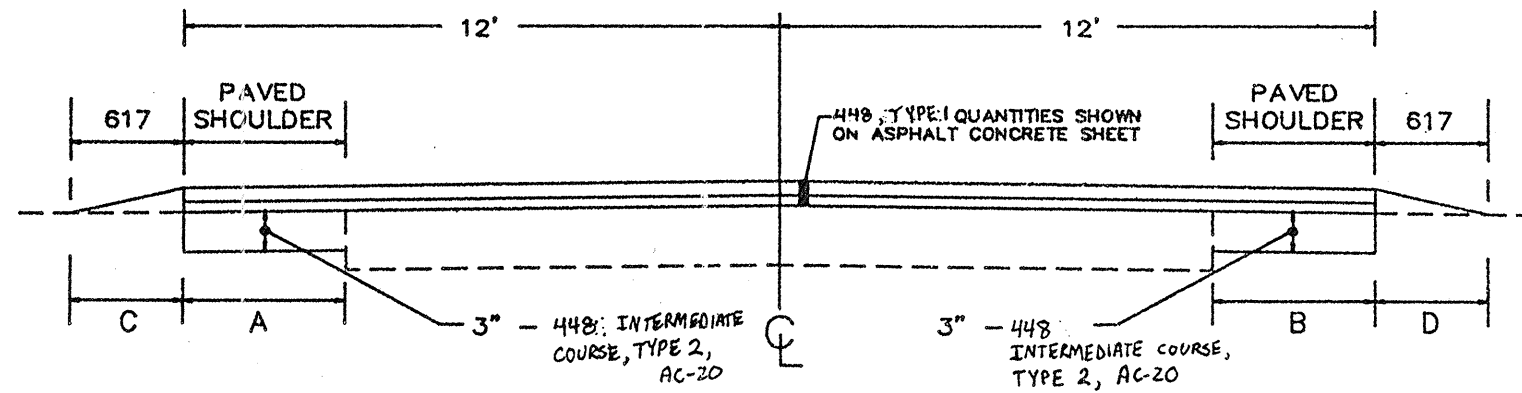 12' 12'
PAVED
SHOULDER
617
448, TYPE 1 QUANTITIES SHOWN
ON ASPHALT CONCRETE SHEET
PAVED
SHOULDER
617
C A B D
3" — 448: INTERMEDIATE
COURSE, TYPE 2,
AC-20
CL
3" — 448
INTERMEDIATE COURSE,
TYPE 2, AC-20